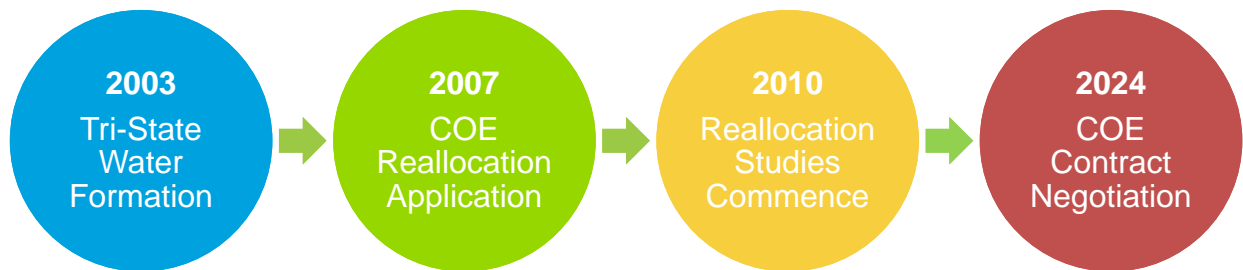 2003
Tri-State
Water
Formation
2007
COE
Reallocation
Application
2010
Reallocation
Studies
Commence
2024
COE
Contract
Negotiation